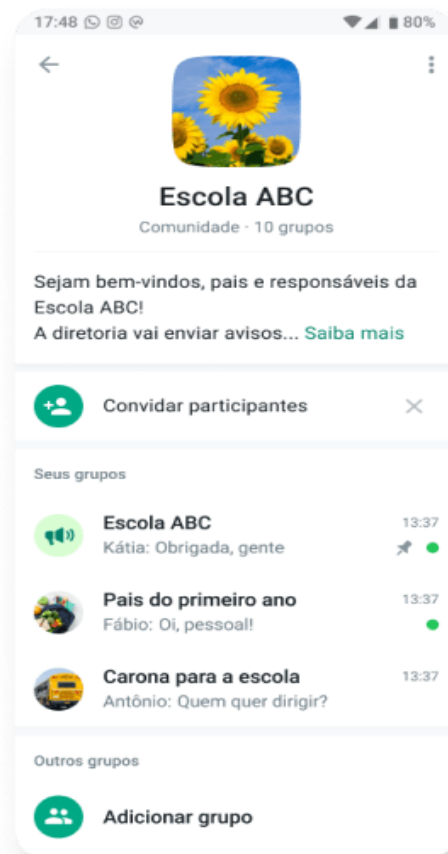 17:48 80%
Escola ABC
Comunidade · 10 grupos
Sejam bem-vindos, pais e responsáveis da
Escola ABC!
A diretoria vai enviar avisos... Saiba mais
Convidar participantes
Seus grupos
Escola ABC 13:37
Kátia: Obrigada, gente
Pais do primeiro ano 13:37
Fábio: Oi, pessoal!
Carona para a escola 13:37
Antônio: Quem quer dirigir?
Outros grupos
Adicionar grupo